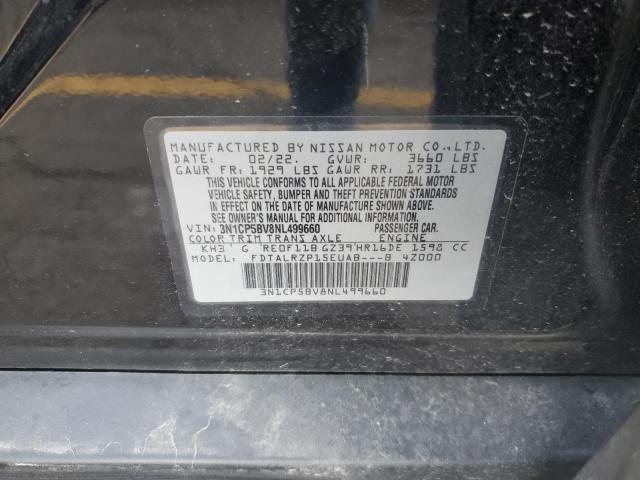 MANUFACTURED BY NISSAN MOTOR CO.,LTD.
DATE: 02/22. GVWR: 3660 LBS
GAWR FR: 1929 LBS GAWR RR: 1731 LBS
THIS VEHICLE CONFORMS TO ALL APPLICABLE FEDERAL MOTOR
VEHICLE SAFETY, BUMPER AND THEFT PREVENTION STANDARDS
IN EFFECT ON THE DATE OF MANUFACTURE SHOWN ABOVE.
SEE OWNER'S MANUAL FOR ADDITIONAL INFORMATION.
VIN: 3N1CP5BV8NL499660 PASSENGER CAR.
COLOR TRIM TRANS AXLE ENGINE
KH3' G 'RE0F11B GZ39'HR16DE 1598 CC
FDTALRZP15EUAB---B 42000
3N1CP5BV8NL499660